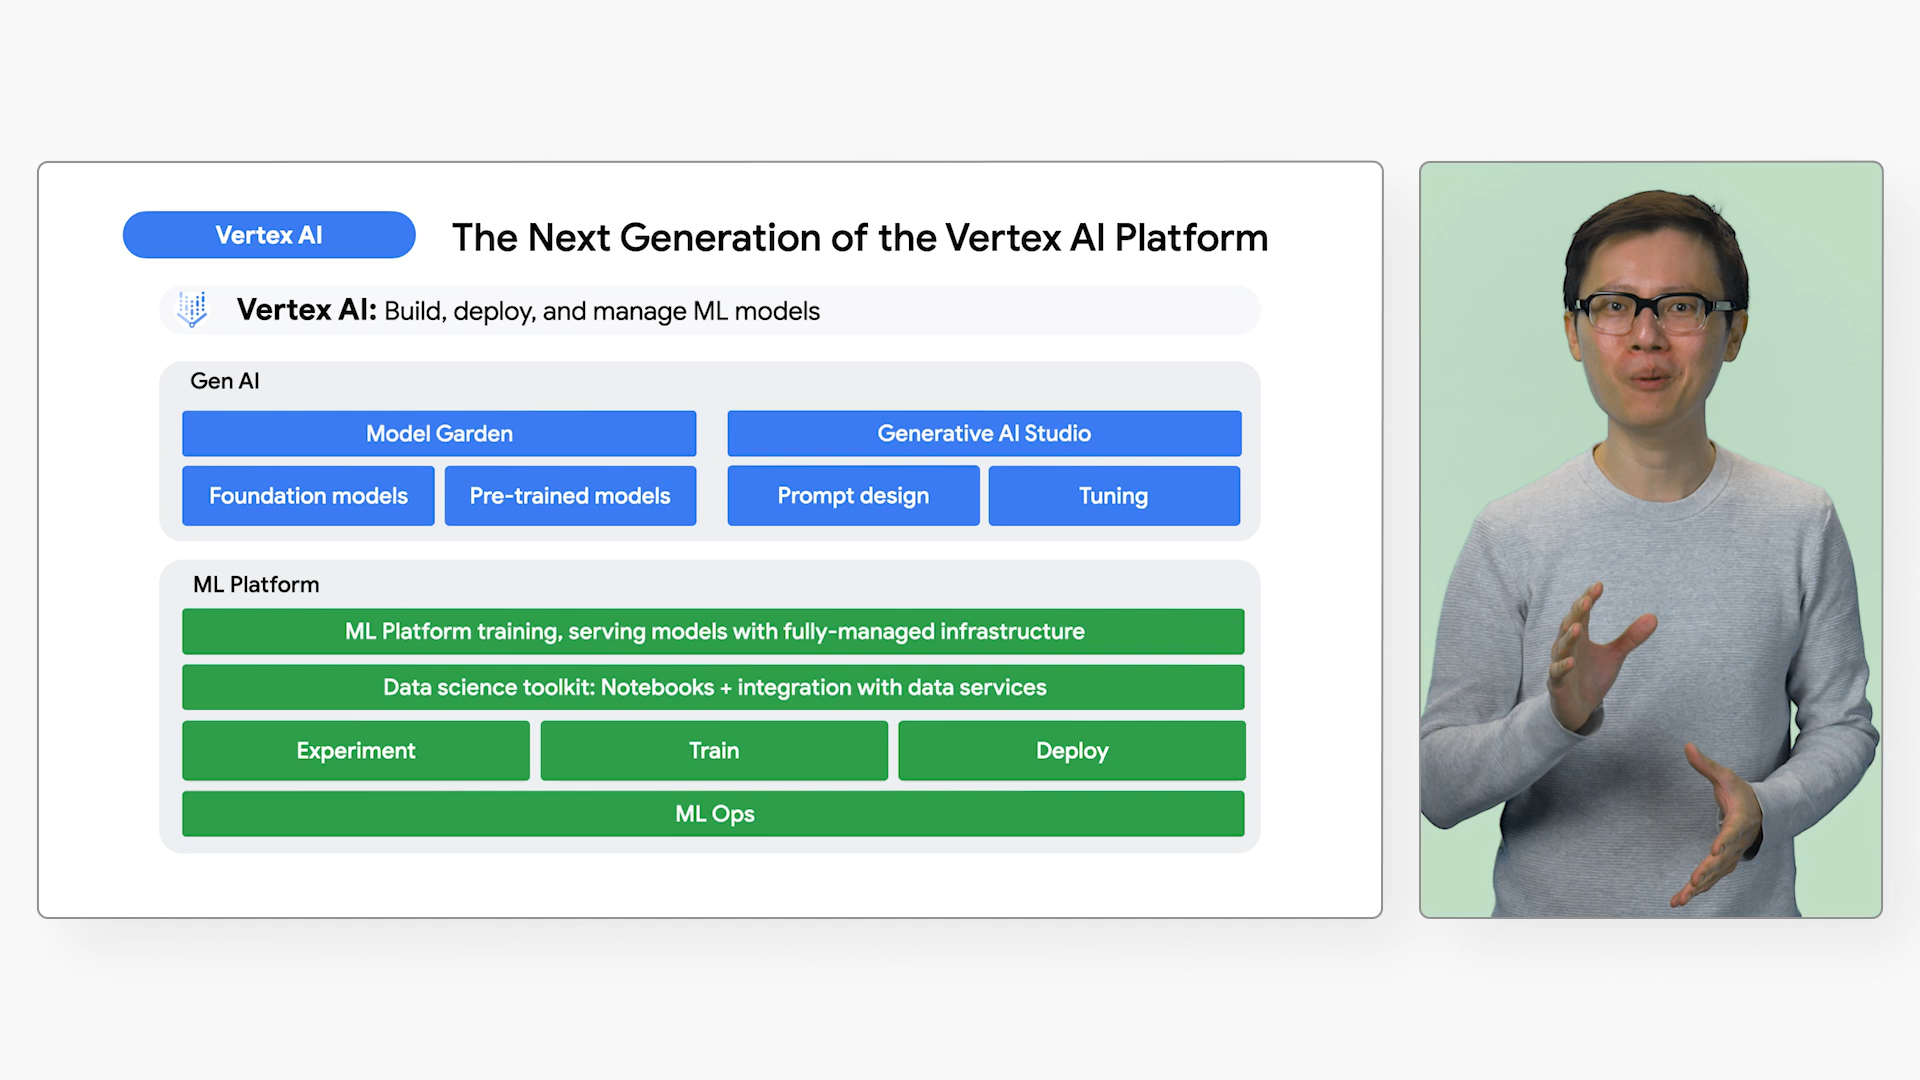 Vertex AI
The Next Generation of the Vertex AI Platform
Vertex AI: Build, deploy, and manage ML models
Gen AI
Model Garden
Generative AI Studio
Foundation models
Pre-trained models
Prompt design
Tuning
ML Platform
ML Platform training, serving models with fully-managed infrastructure
Data science toolkit: Notebooks + integration with data services
Experiment
Train
Deploy
ML Ops